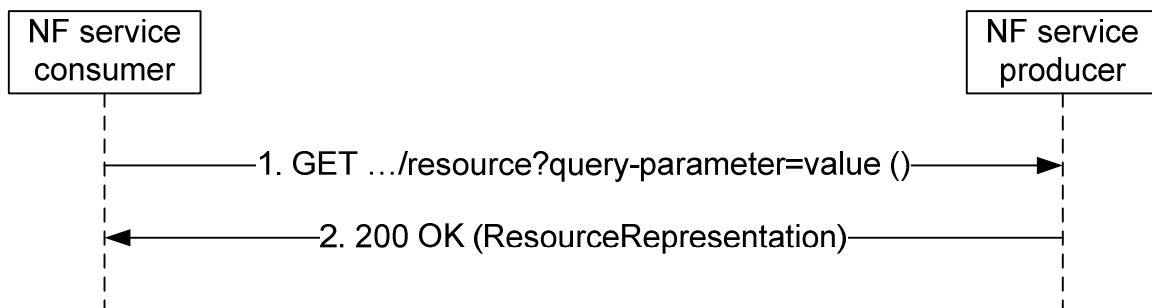 NF service
consumer
NF service
producer
1. GET …/resource?query-parameter=value ()
2. 200 OK (ResourceRepresentation)